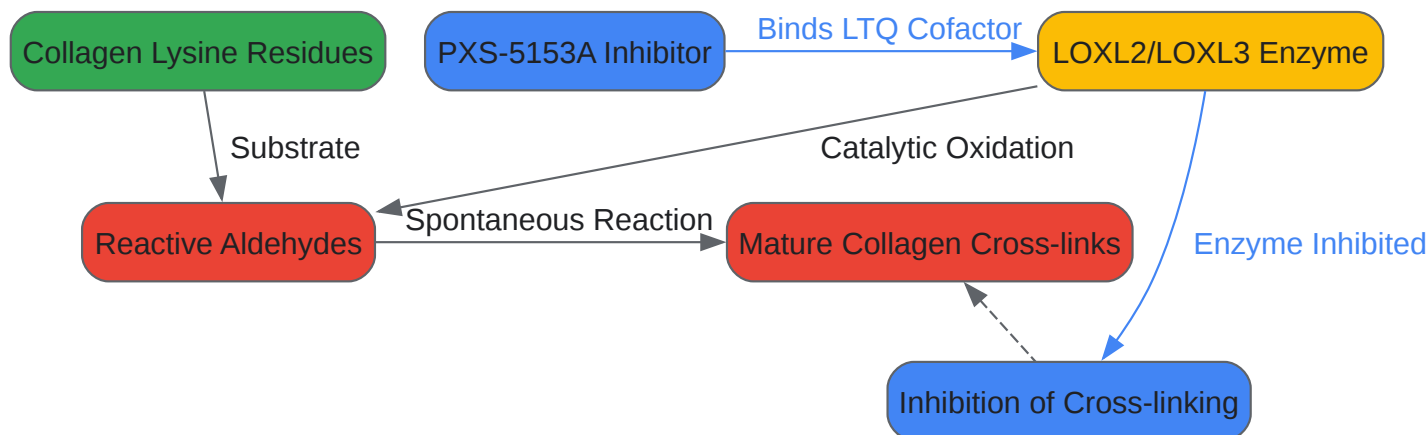 Collagen Lysine Residues
PXS-5153A Inhibitor
Binds LTQ Cofactor
LOXL2/LOXL3 Enzyme
Substrate
Catalytic Oxidation
Reactive Aldehydes
Spontaneous Reaction
Mature Collagen Cross-links
Enzyme Inhibited
Inhibition of Cross-linking